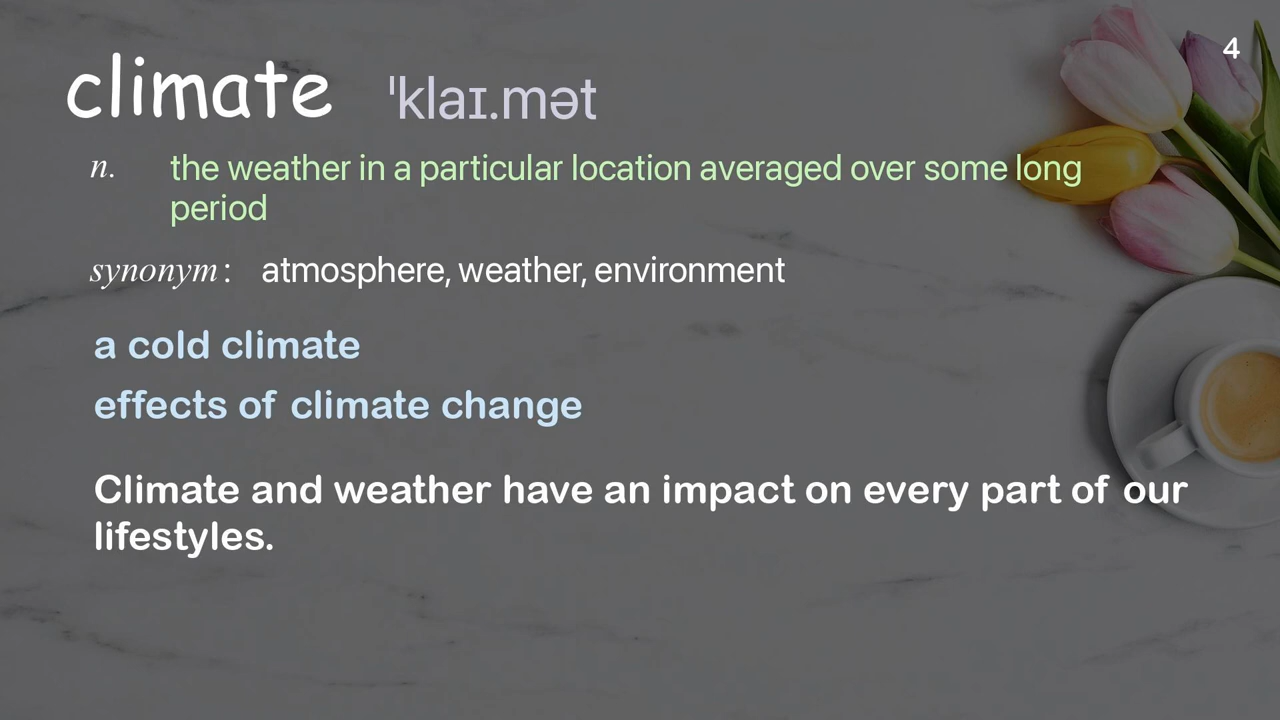 4
climate ˈklaɪ.mət
n. the weather in a particular location averaged over some long
period
synonym: atmosphere, weather, environment
a cold climate
effects of climate change
Climate and weather have an impact on every part of our
lifestyles.